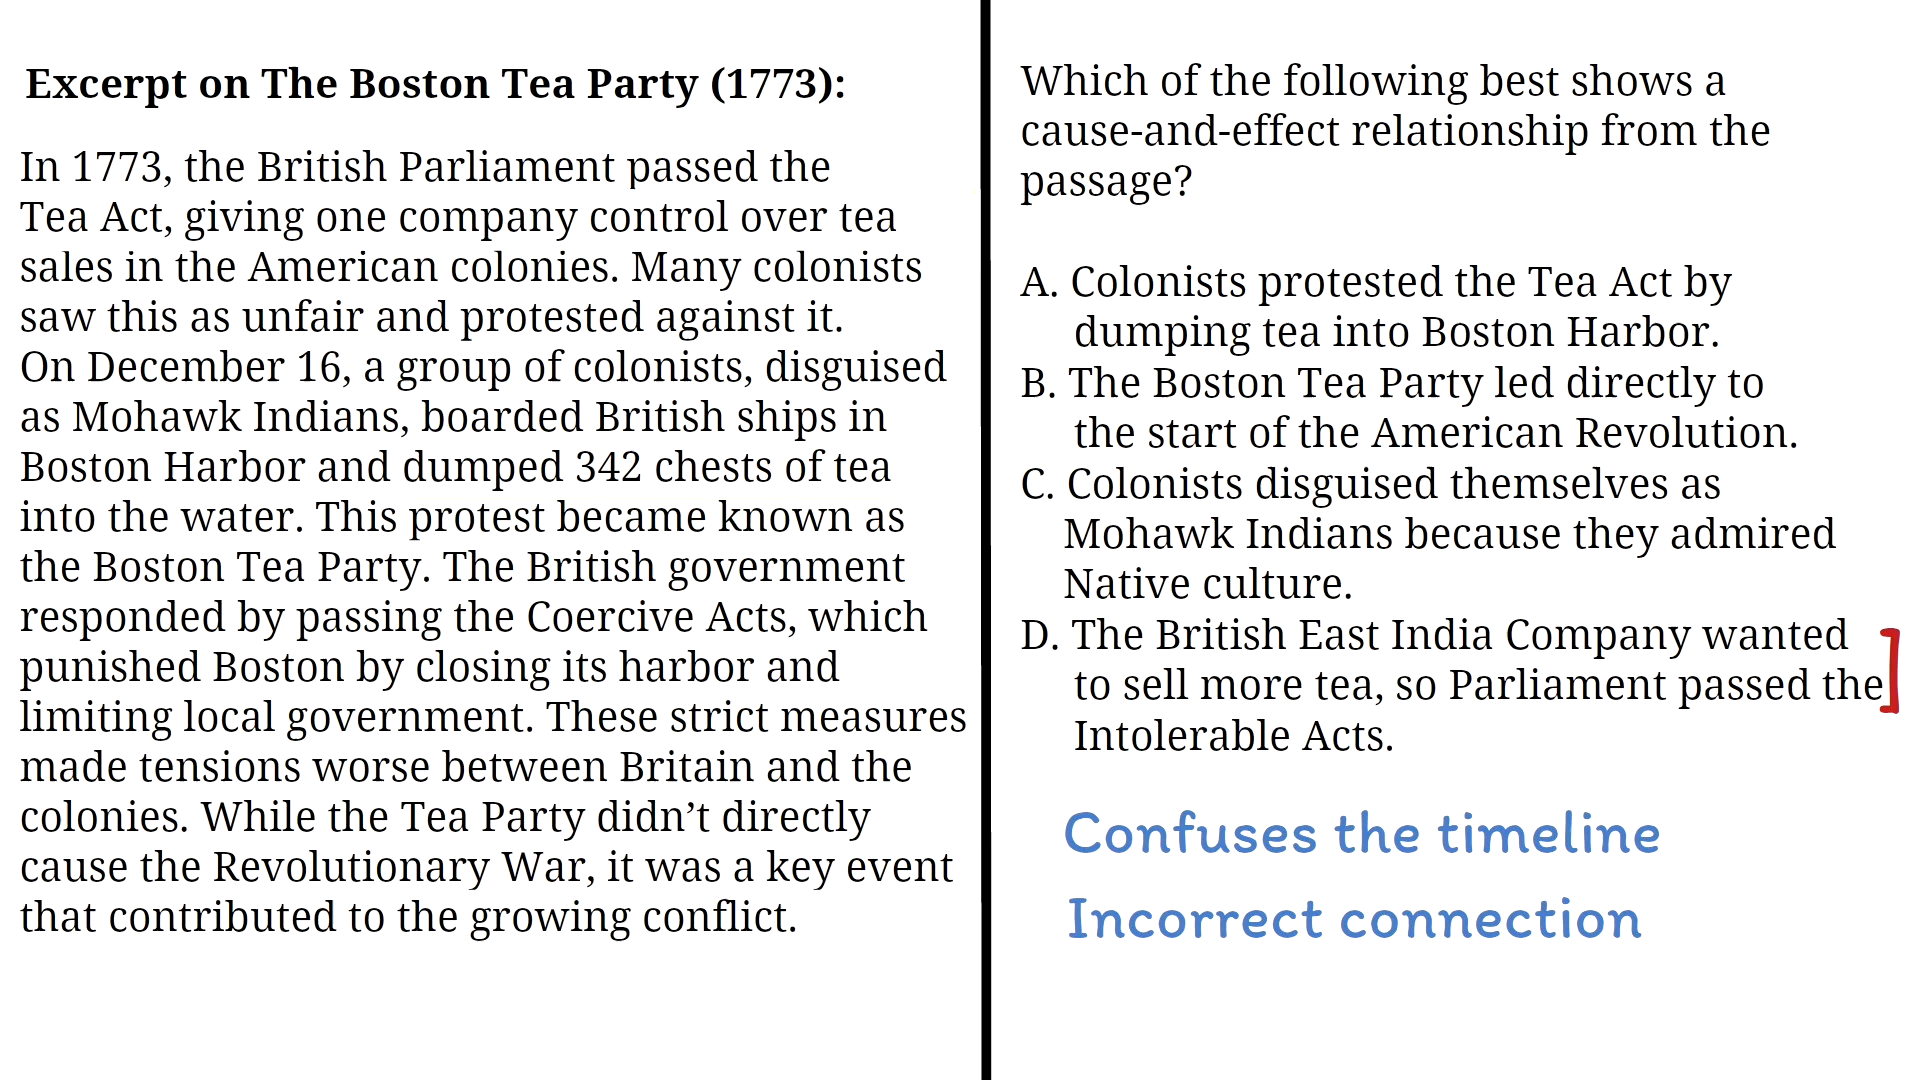 Excerpt on The Boston Tea Party (1773):
In 1773, the British Parliament passed the
Tea Act, giving one company control over tea
sales in the American colonies. Many colonists
saw this as unfair and protested against it.
On December 16, a group of colonists, disguised
as Mohawk Indians, boarded British ships in
Boston Harbor and dumped 342 chests of tea
into the water. This protest became known as
the Boston Tea Party. The British government
responded by passing the Coercive Acts, which
punished Boston by closing its harbor and
limiting local government. These strict measures
made tensions worse between Britain and the
colonies. While the Tea Party didn’t directly
cause the Revolutionary War, it was a key event
that contributed to the growing conflict.
Which of the following best shows a
cause-and-effect relationship from the
passage?
A. Colonists protested the Tea Act by
dumping tea into Boston Harbor.
B. The Boston Tea Party led directly to
the start of the American Revolution.
C. Colonists disguised themselves as
Mohawk Indians because they admired
Native culture.
D. The British East India Company wanted
to sell more tea, so Parliament passed the
Intolerable Acts.
Confuses the timeline
Incorrect connection